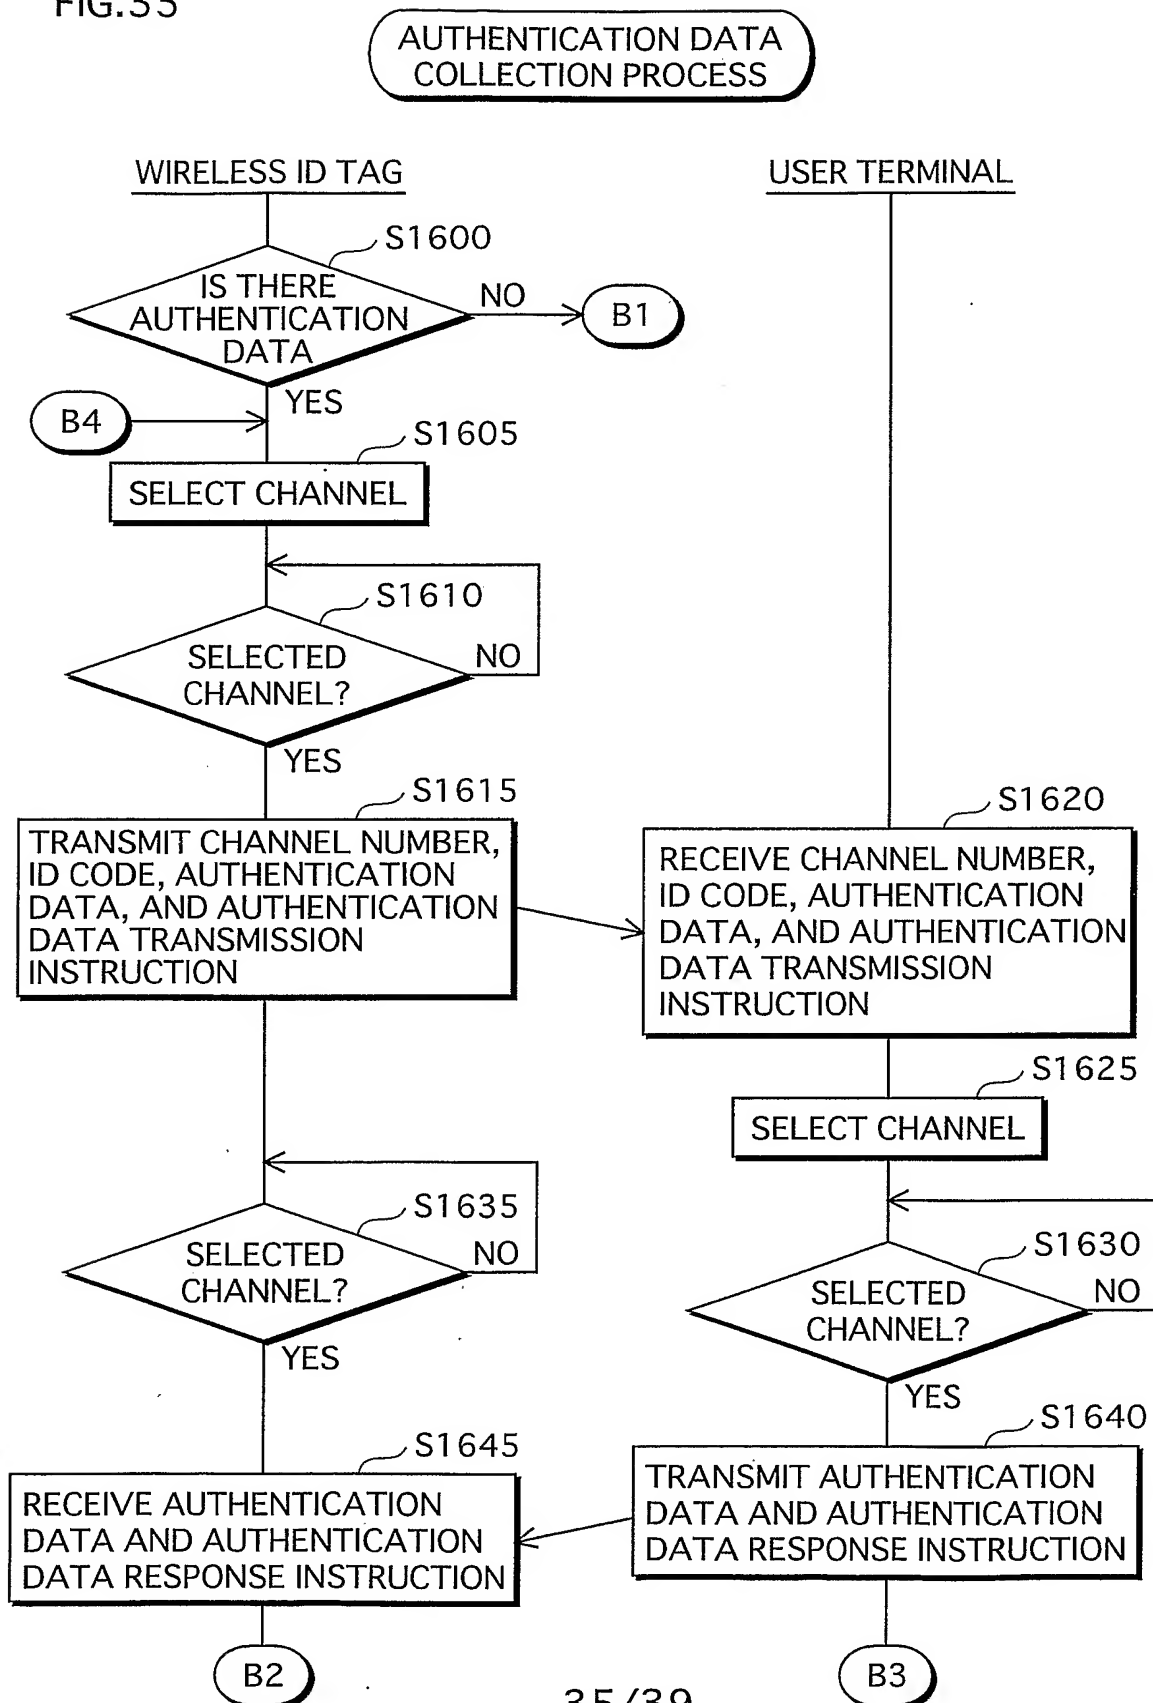 FIG.33
AUTHENTICATION DATA
COLLECTION PROCESS
WIRELESS ID TAG
USER TERMINAL
S1600
IS THERE
AUTHENTICATION
DATA
NO
B1
YES
B4
S1605
SELECT CHANNEL
S1610
SELECTED
CHANNEL?
NO
YES
S1615
TRANSMIT CHANNEL NUMBER,
ID CODE, AUTHENTICATION
DATA, AND AUTHENTICATION
DATA TRANSMISSION
INSTRUCTION
S1620
RECEIVE CHANNEL NUMBER,
ID CODE, AUTHENTICATION
DATA, AND AUTHENTICATION
DATA TRANSMISSION
INSTRUCTION
S1625
SELECT CHANNEL
S1635
SELECTED
CHANNEL?
NO
YES
S1630
SELECTED
CHANNEL?
NO
YES
S1640
TRANSMIT AUTHENTICATION
DATA AND AUTHENTICATION
DATA RESPONSE INSTRUCTION
S1645
RECEIVE AUTHENTICATION
DATA AND AUTHENTICATION
DATA RESPONSE INSTRUCTION
B2
B3
35/39